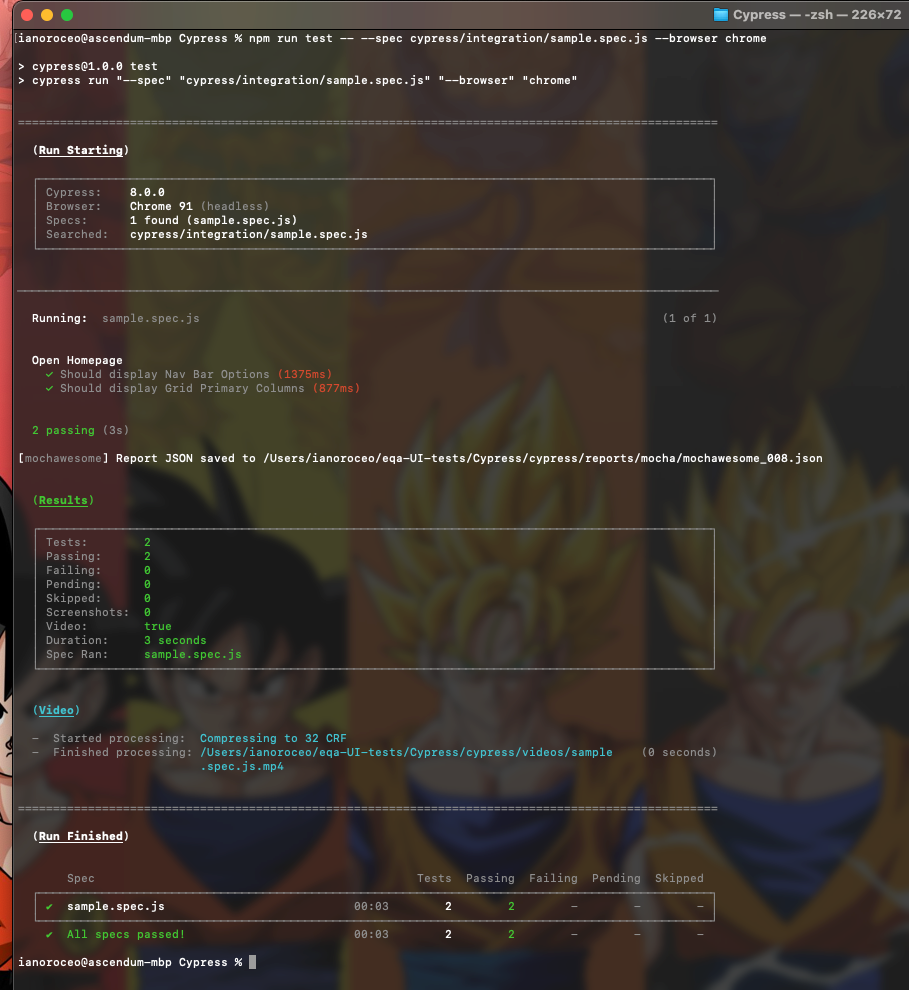 Cypress — -zsh — 226×72
[ianoroceo@ascendum-mbp Cypress % npm run test -- --spec cypress/integration/sample.spec.js --browser chrome
> cypress@1.0.0 test
> cypress run "--spec" "cypress/integration/sample.spec.js" "--browser" "chrome"
(Run Starting)
Cypress: 8.0.0
Browser: Chrome 91 (headless)
Specs: 1 found (sample.spec.js)
Searched: cypress/integration/sample.spec.js
Running: sample.spec.js (1 of 1)
Open Homepage
✓ Should display Nav Bar Options (1375ms)
✓ Should display Grid Primary Columns (877ms)
2 passing (3s)
[mochawesome] Report JSON saved to /Users/ianoroceo/eqa-UI-tests/Cypress/cypress/reports/mocha/mochawesome_008.json
(Results)
Tests: 2
Passing: 2
Failing: 0
Pending: 0
Skipped: 0
Screenshots: 0
Video: true
Duration: 3 seconds
Spec Ran: sample.spec.js
(Video)
– Started processing: Compressing to 32 CRF
– Finished processing: /Users/ianoroceo/eqa-UI-tests/Cypress/cypress/videos/sample (0 seconds)
.spec.js.mp4
(Run Finished)
Spec Tests Passing Failing Pending Skipped
✔ sample.spec.js 00:03 2 2 – – –
✔ All specs passed! 00:03 2 2 – – –
ianoroceo@ascendum-mbp Cypress %